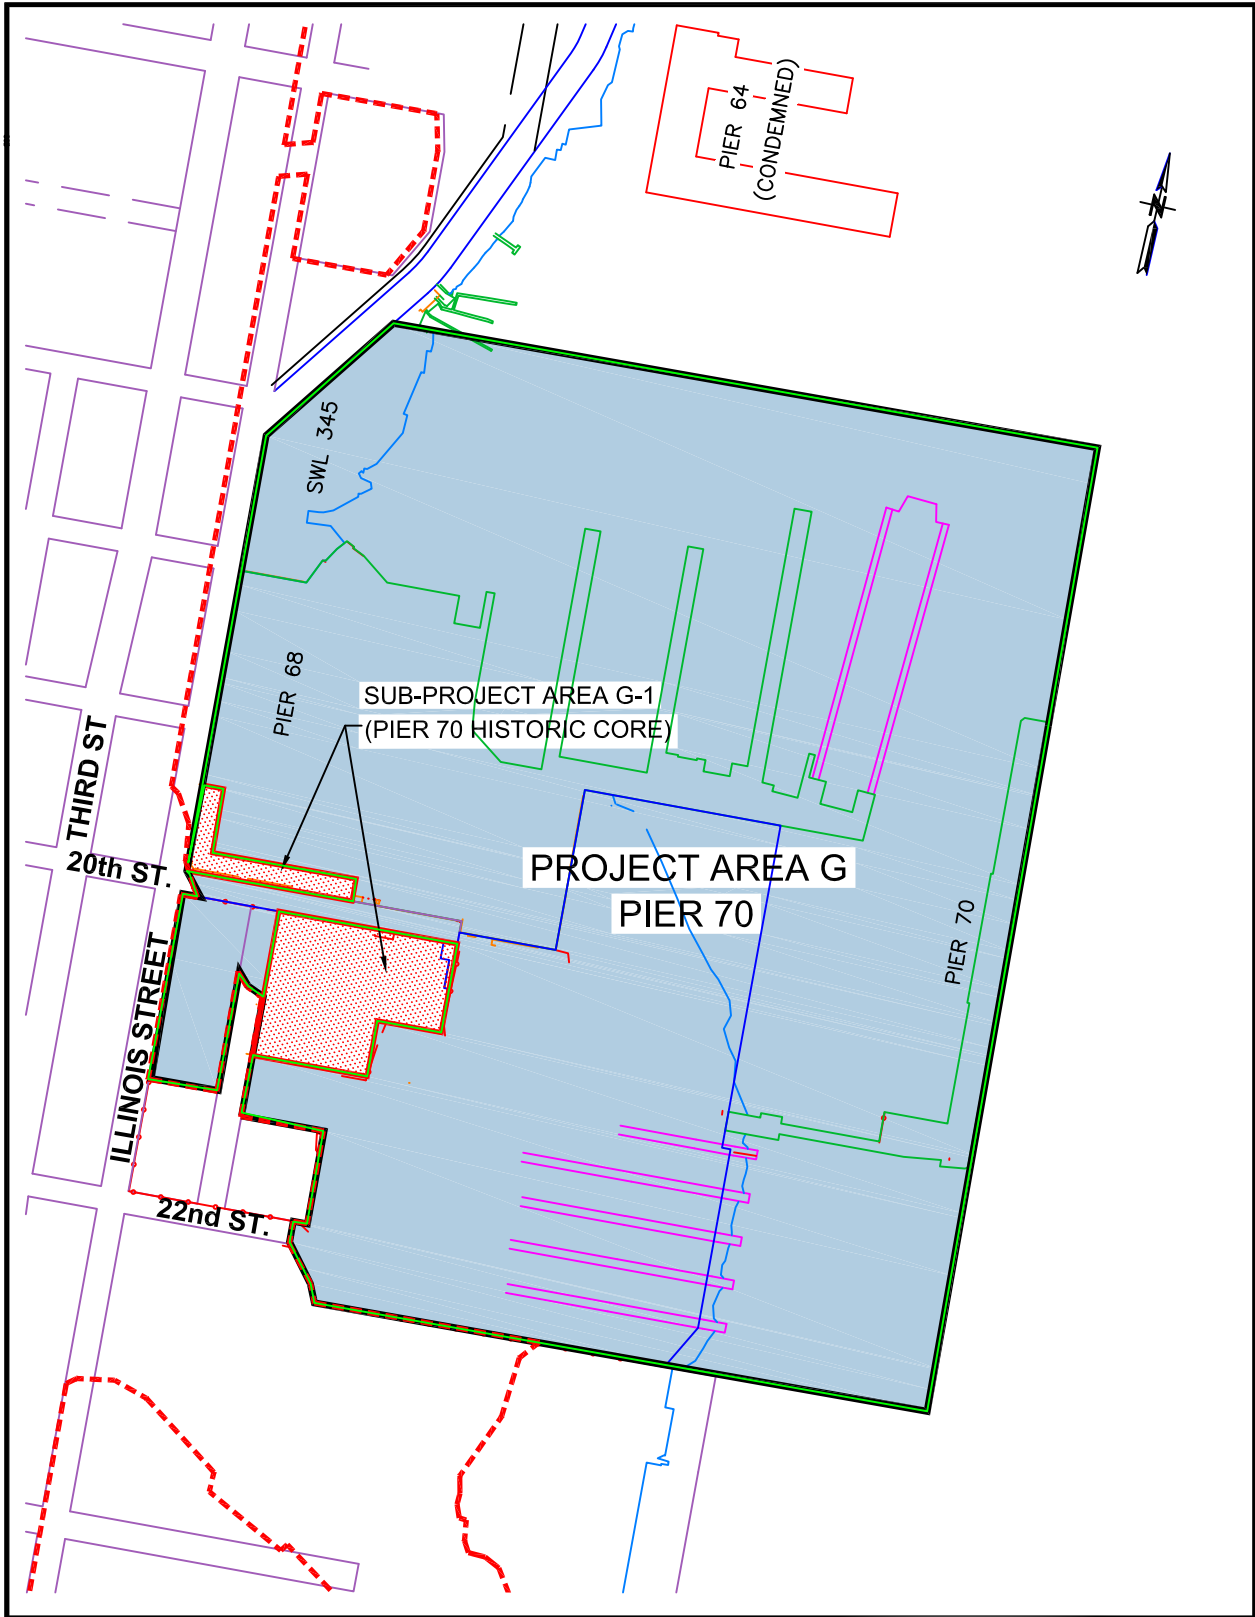 PIER 64
(CONDEMNED)
N
SWL 345
PIER 68
SUB-PROJECT AREA G-1
(PIER 70 HISTORIC CORE)
THIRD ST
20th ST.
PROJECT AREA G
PIER 70
PIER 70
ILLINOIS STREET
22nd ST.